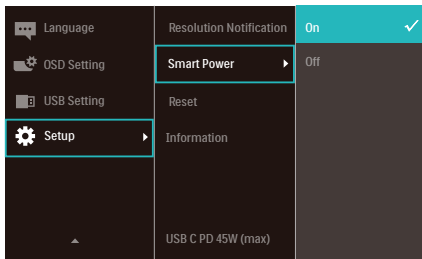 Language
OSD Setting
USB Setting
Setup
Resolution Notification
Smart Power
Reset
Information
USB C PD 45W (max)
On
Off